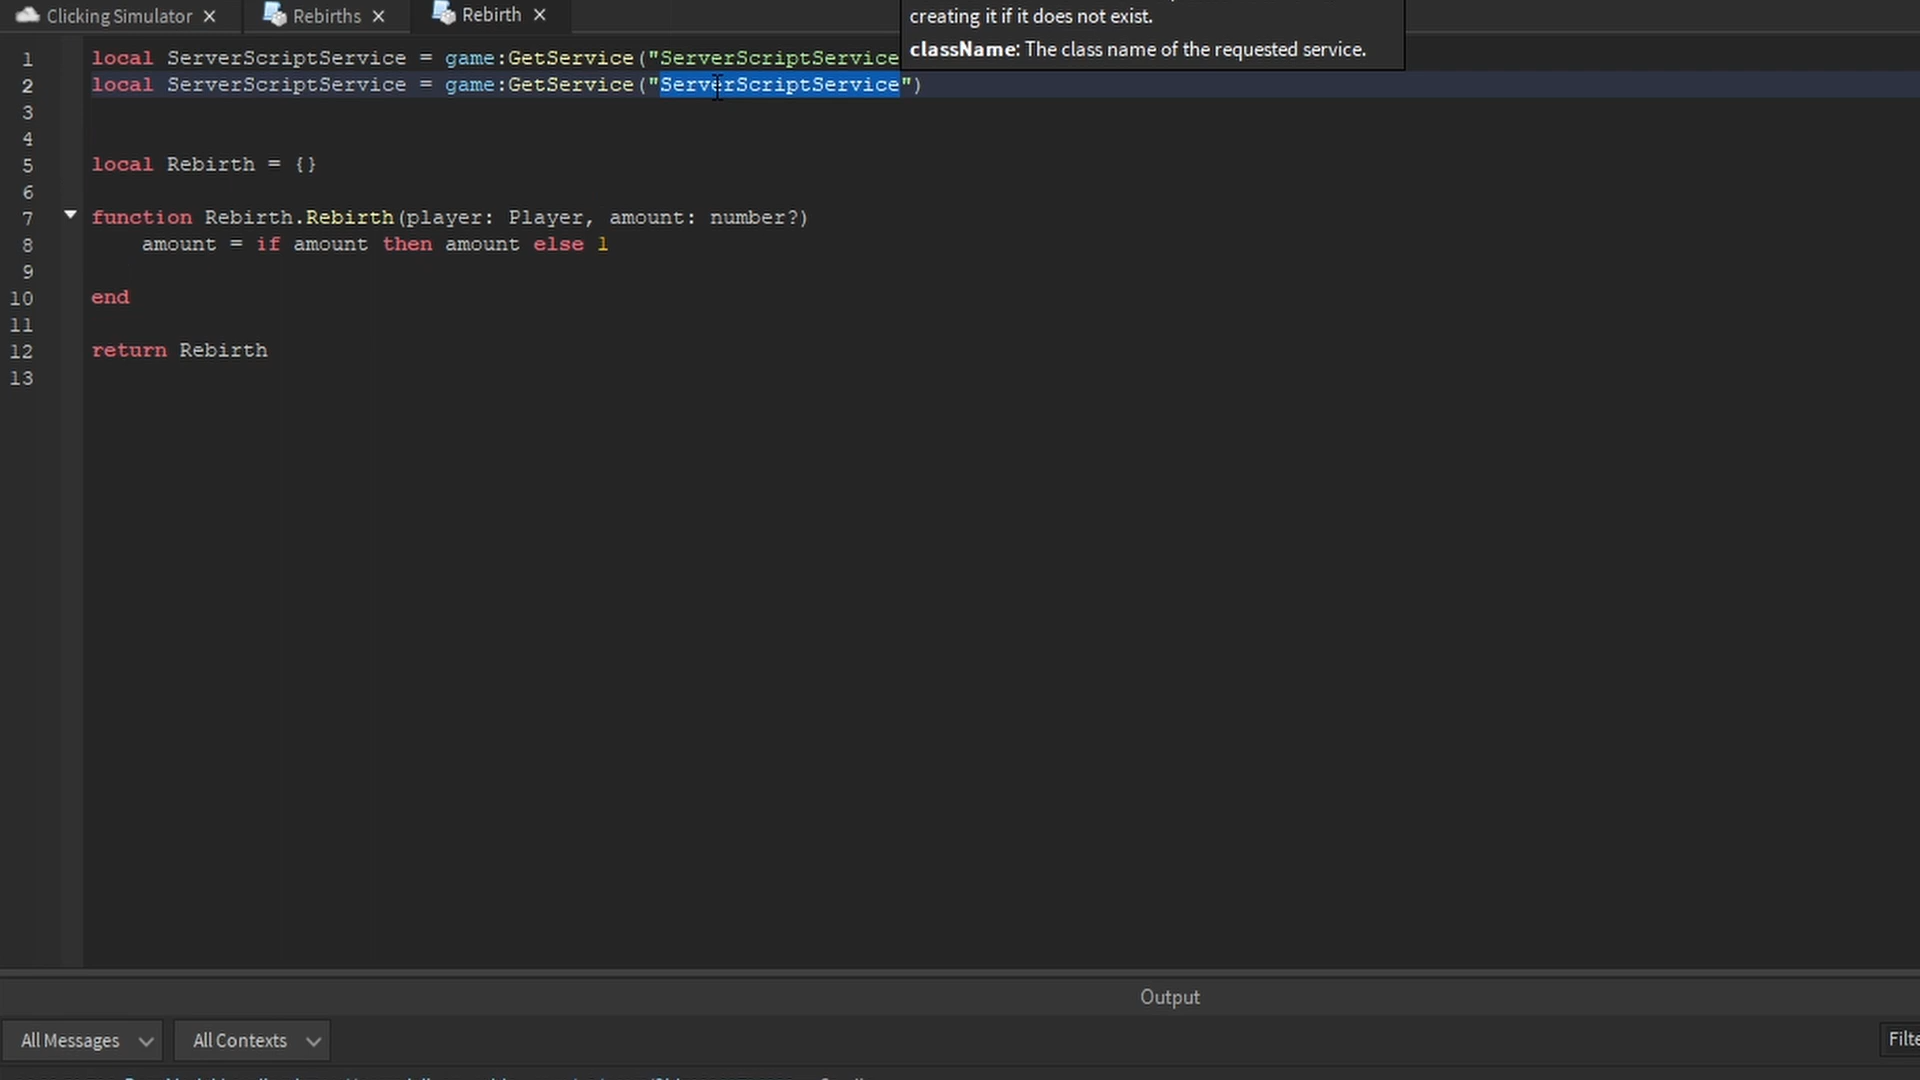 Clicking Simulator
Rebirths
Rebirth
creating it if it does not exist.
className: The class name of the requested service.
1 local ServerScriptService = game:GetService("ServerScriptService
2 local ServerScriptService = game:GetService("ServerScriptService")
3
4
5 local Rebirth = {}
6
7 function Rebirth.Rebirth(player: Player, amount: number?)
8 amount = if amount then amount else 1
9
10 end
11
12 return Rebirth
13
Output
All Messages
All Contexts
Filte